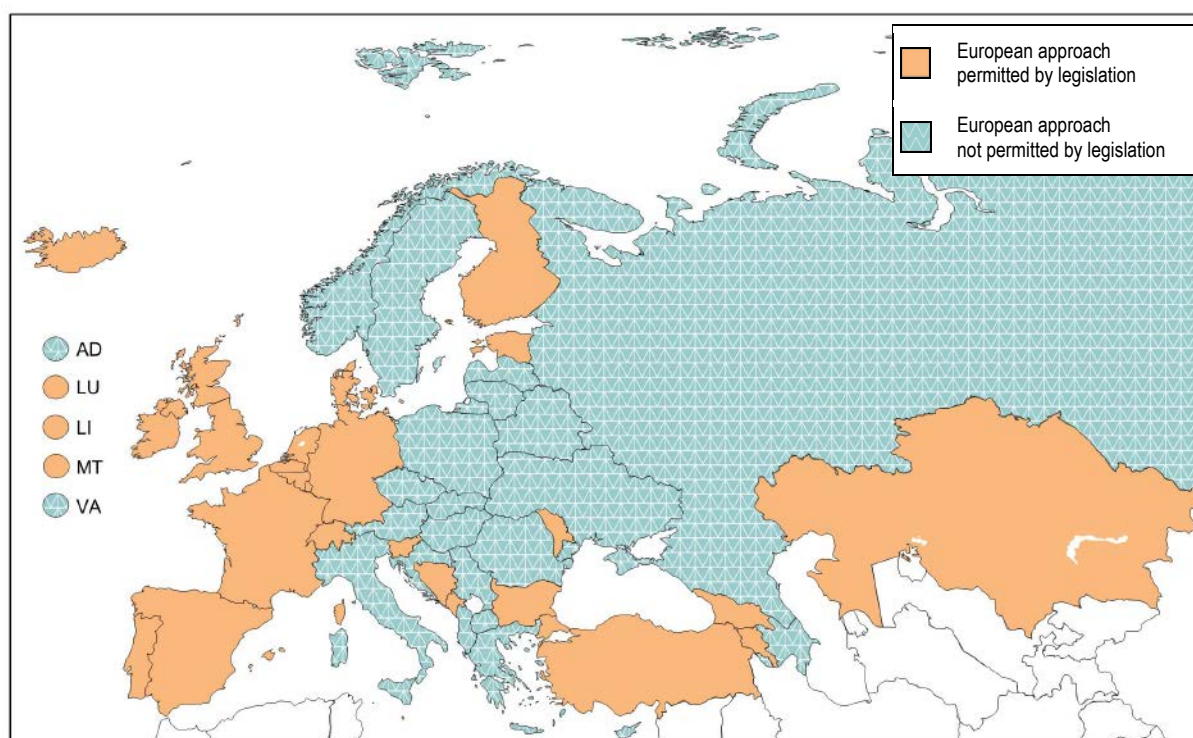 European approach
permitted by legislation
European approach
not permitted by legislation
AD
LU
LI
MT
VA